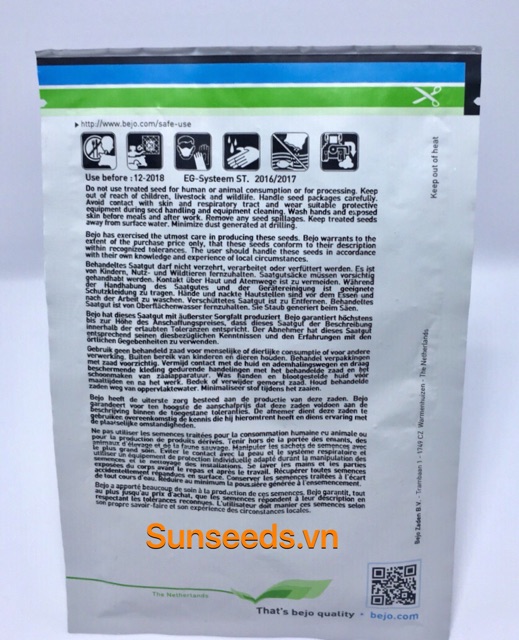 ▸ http://www.bejo.com/safe-use
Use before : 12-2018 EG-Systeem ST. 2016/2017
Do not use treated seed for human or animal consumption or for processing. Keep
out of reach of children, livestock and wildlife. Handle seed packages carefully.
Avoid contact with skin and respiratory tract and wear suitable protective
equipment during seed handling and equipment cleaning. Wash hands and exposed
skin before meals and after work. Remove any seed spillages. Keep treated seeds
away from surface water. Minimize dust generated at drilling.
Bejo has exercised the utmost care in producing these seeds. Bejo warrants to the
extent of the purchase price only, that these seeds conform to their description
within recognized tolerances. The user should handle these seeds in accordance
with their own knowledge and experience of local circumstances.
Behandeltes Saatgut darf nicht verzehrt, verarbeitet oder verfüttert werden. Es ist
von Kindern, Nutz- und Wildtieren fernzuhalten. Saatgutsäcke müssen vorsichtig
gehandhabt werden. Kontakt über Haut und Atemwege ist zu vermeiden. Während
der Handhabung des Saatgutes und der Gerätereinigung ist geeignete
Schutzkleidung zu tragen. Hände und nackte Hautstellen sind vor dem Essen und
nach der Arbeit zu waschen. Verschüttetes Saatgut ist zu Entfernen. Behandeltes
Saatgut ist von Oberflächenwasser fernzuhalten. Sie Staub generiert beim Säen.
Bejo hat dieses Saatgut mit äußerster Sorgfalt produziert. Bejo garantiert höchstens
bis zur Höhe des Anschaffungspreises, dass dieses Saatgut der Beschreibung
innerhalb der erlaubten Toleranzen entspricht. Der Abnehmer hat dieses Saatgut
entsprechend seinen diesbezüglichen Kenntnissen und den Erfahrungen mit den
örtlichen Gegebenheiten zu verwenden.
Gebruik geen behandeld zaad voor menselijke of dierlijke consumptie of voor andere
verwerking. Buiten bereik van kinderen en dieren houden. Behandel verpakkingen
met zaad voorzichtig. Vermijd contact met de huid en ademhalingswegen en draag
beschermende kleding gedurende handelingen met het behandelde zaad en het
schoonmaken van zaaiapparatuur. Was handen en blootgestelde huid voor
maaltijden en na het werk. Bedek of verwijder gemorst zaad. Houd behandelde
zaden weg van oppervlaktewater. Minimaliseer stof tijdens het zaaien.
Bejo heeft de uiterste zorg besteed aan de productie van deze zaden. Bejo
garandeert voor ten hoogste de aanschafprijs dat deze zaden voldoen aan de
beschrijving binnen de toegestane toleranties. De afnemer dient deze zaden te
gebruiken overeenkomstig de kennis die hij hieromtrent heeft en diens ervaring met
de plaatselijke omstandigheden.
Ne pas utiliser les semences traitées pour la consommation humaine ou animale ou
pour la production de produits dérivés. Tenir hors de la portée des enfants, des
animaux d'élevage et de la faune sauvage. Manipuler les sachets de semences avec
le plus grand soin. Eviter le contact avec la peau et le système respiratoire et
utiliser un équipement de protection individuelle adapté durant la manipulation des
semences et le nettoyage des installations. Se laver les mains et les parties
exposées du corps avant le repas et après le travail. Récupérer toutes semences
accidentellement répandues en surface. Conserver les semences traitées à l'écart
de tout cours d'eau. Réduire au minimum la poussière générée à l'ensemencement.
Bejo a apporté beaucoup de soin à la production de ces semences. Bejo garantit, tout
au plus jusqu'au prix d'achat, que les semences répondent à leur description en
respectant les tolérances reconnues. L'utilisateur doit manier ces semences selon
son propre savoir-faire et son expérience des circonstances locales.
Keep out of heat
Bejo Zaden B.V. - Trambaan 1 - 1749 CZ Warmenhuizen - The Netherlands
Sunseeds.vn
The Netherlands
That's bejo quality • bejo.com